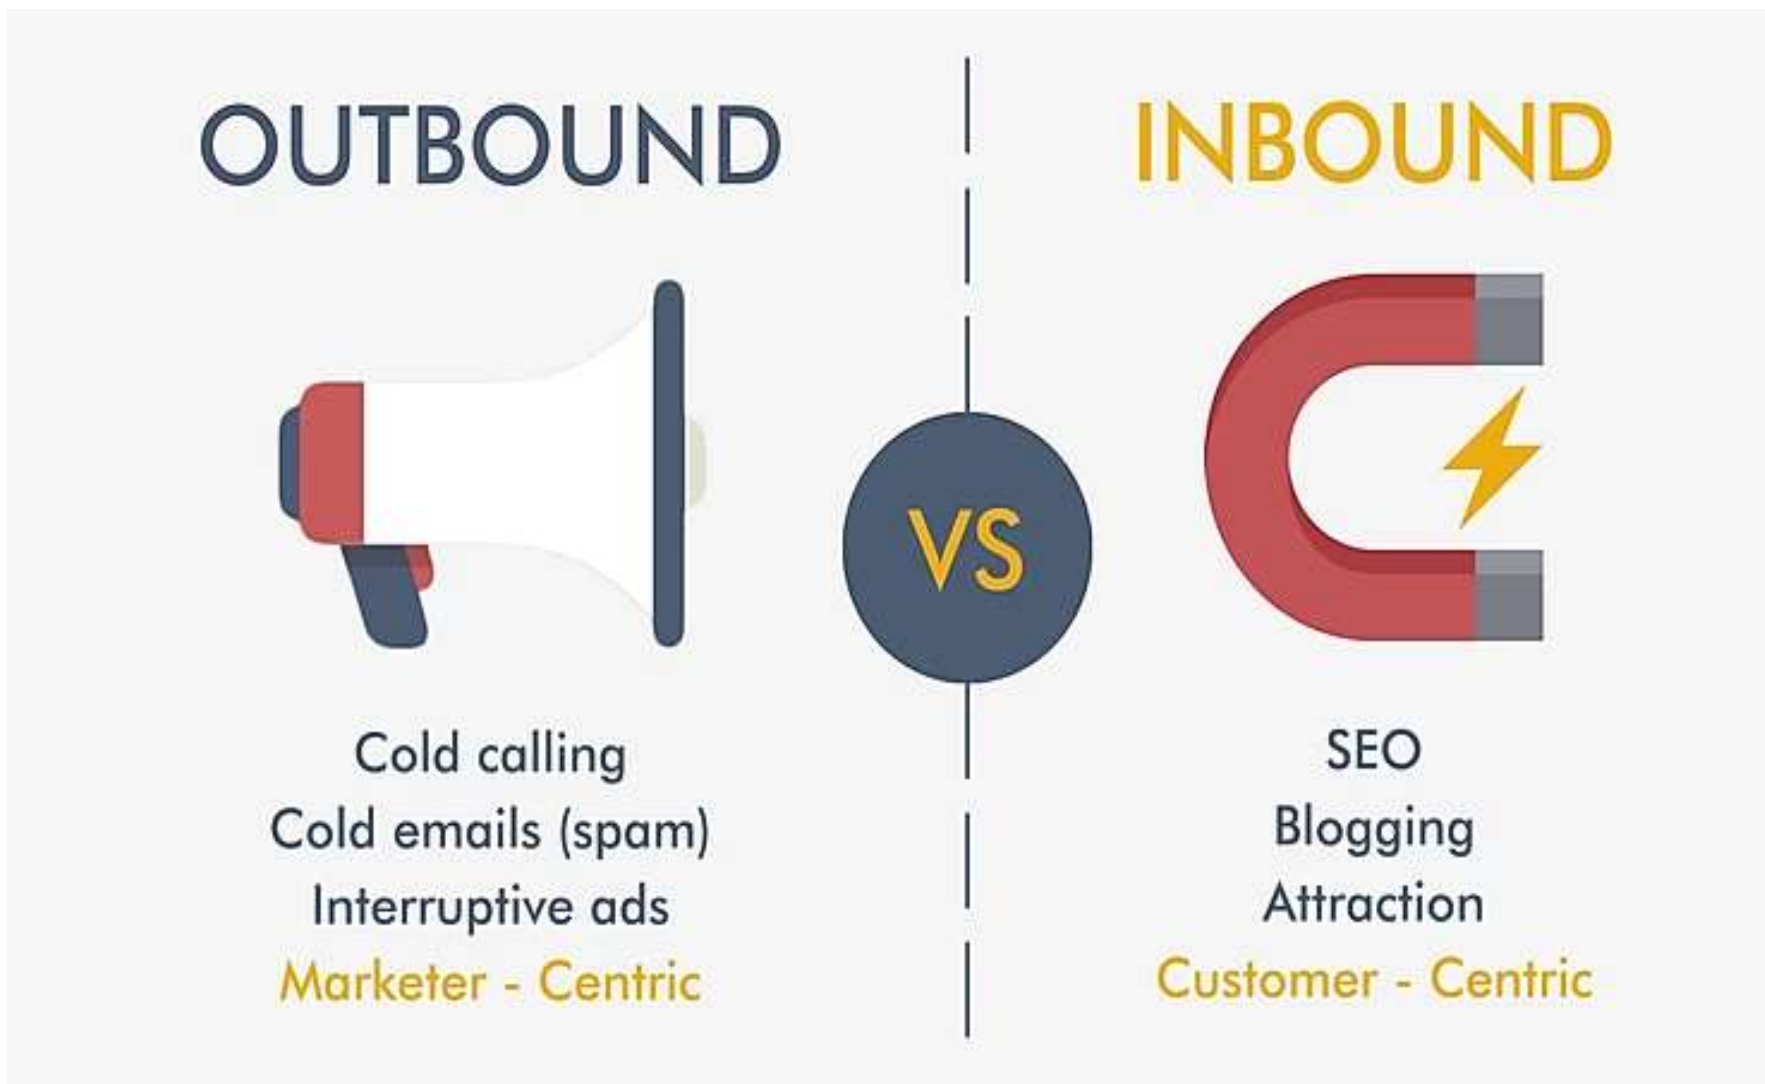 OUTBOUND
Cold calling
Cold emails (spam)
Interruptive ads
Marketer - Centric
VS
INBOUND
SEO
Blogging
Attraction
Customer - Centric